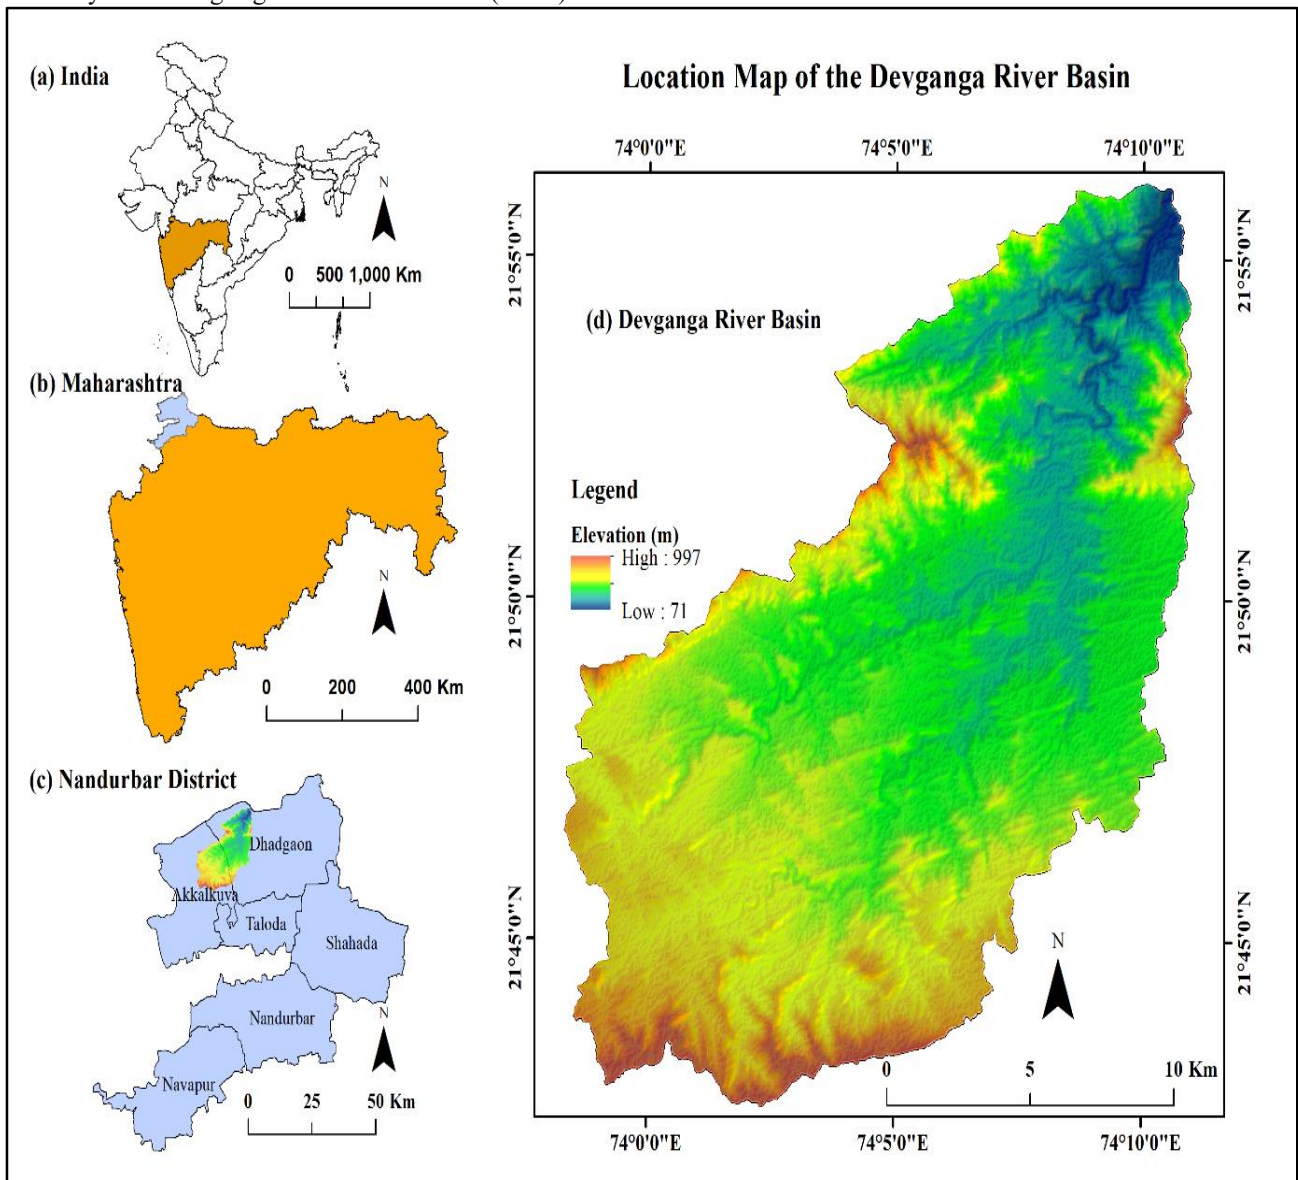 (a) India
N
0 500 1,000 Km
(b) Maharashtra
N
0 200 400 Km
(c) Nandurbar District
Dhadgaon
Akkalkuva
Taloda
Shahada
Nandurbar
Navapur
N
0 25 50 Km
Location Map of the Devganga River Basin
74°0'0"E 74°5'0"E 74°10'0"E
21°55'0"N 21°55'0"N
(d) Devganga River Basin
Legend
Elevation (m)
High : 997
Low : 71
21°50'0"N 21°50'0"N
21°45'0"N 21°45'0"N
N
0 5 10 Km
74°0'0"E 74°5'0"E 74°10'0"E